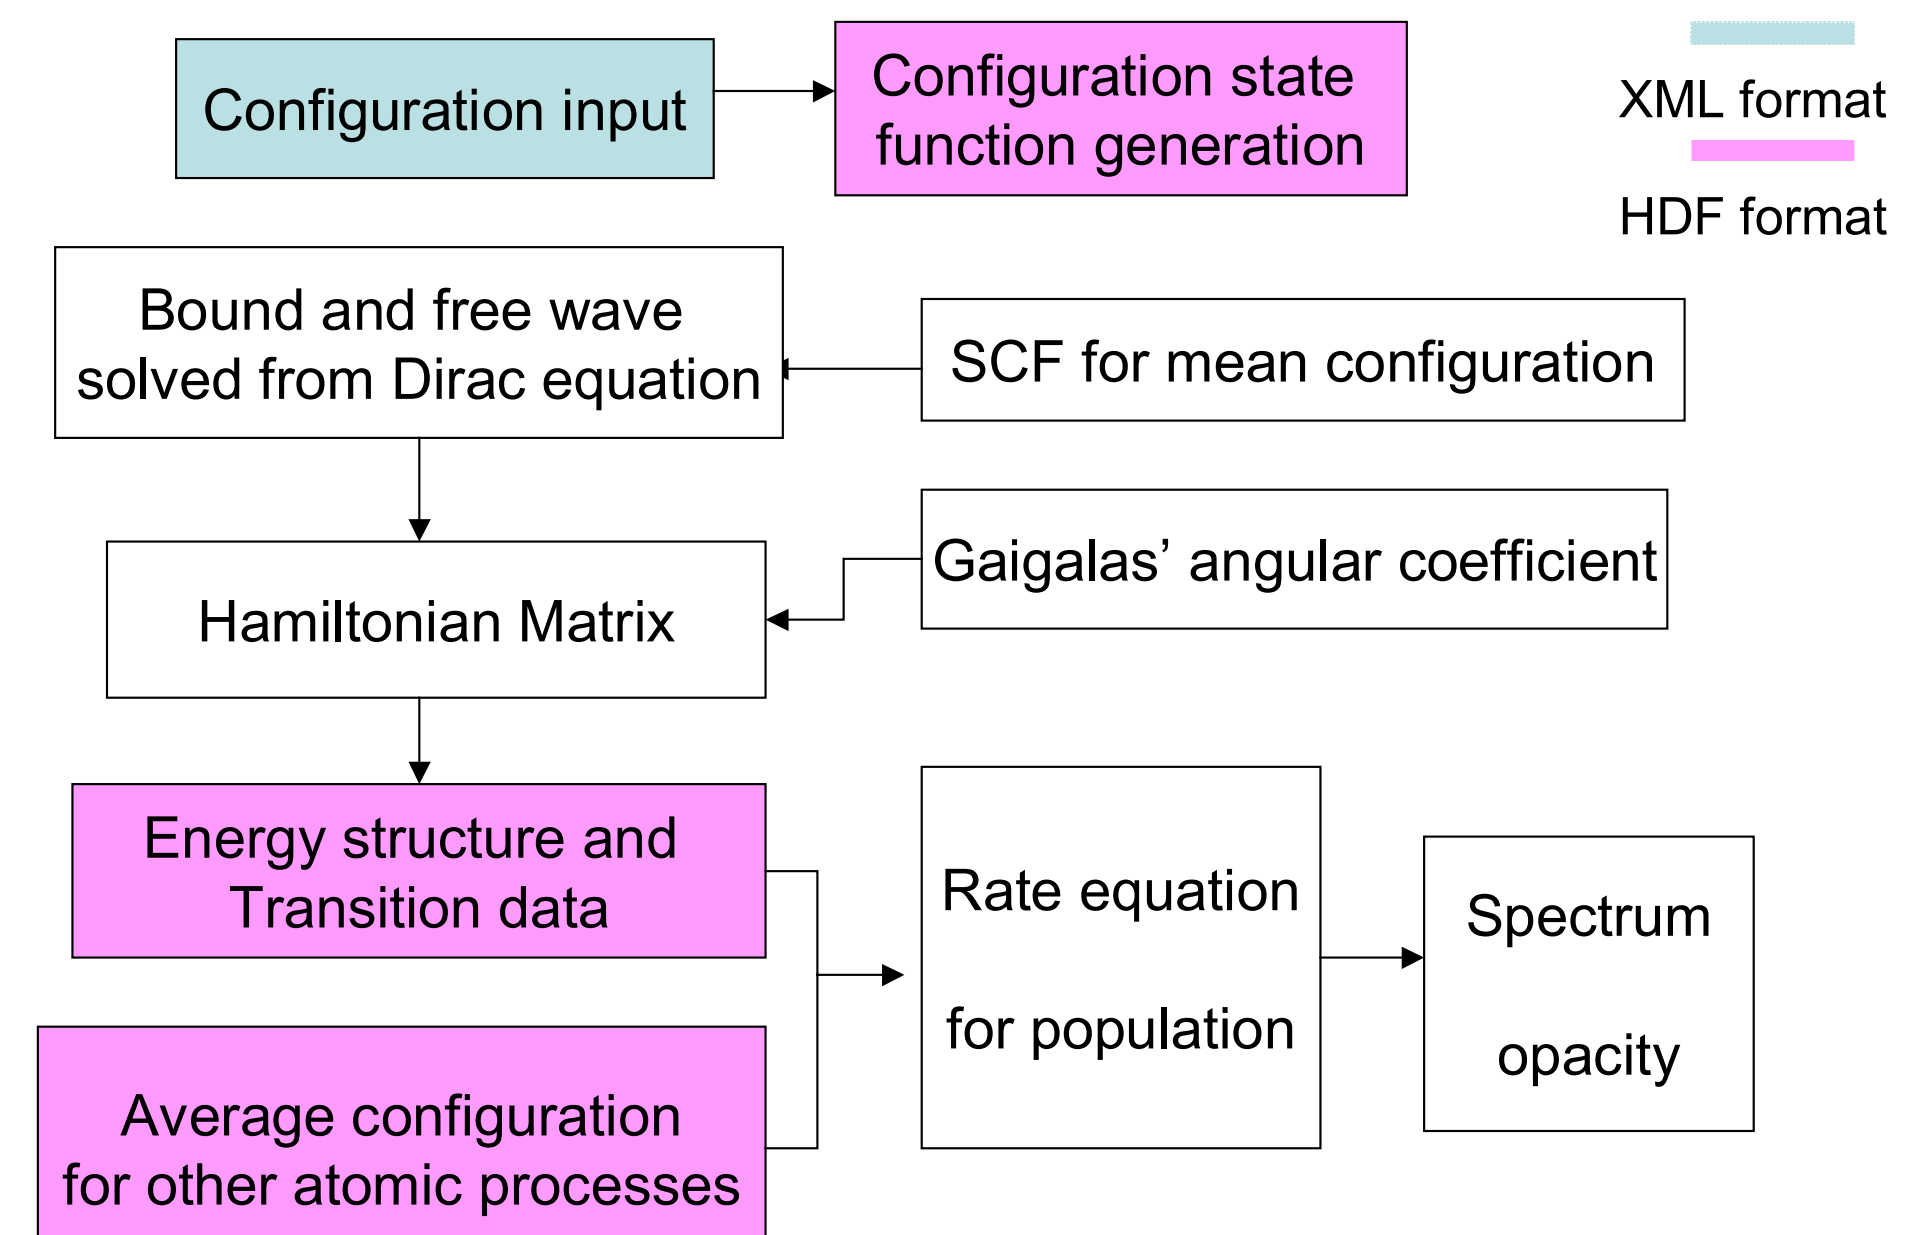 Configuration input
Configuration state
function generation
XML format
HDF format
Bound and free wave
solved from Dirac equation
SCF for mean configuration
Gaigalas’ angular coefficient
Hamiltonian Matrix
Energy structure and
Transition data
Rate equation
for population
Spectrum
opacity
Average configuration
for other atomic processes